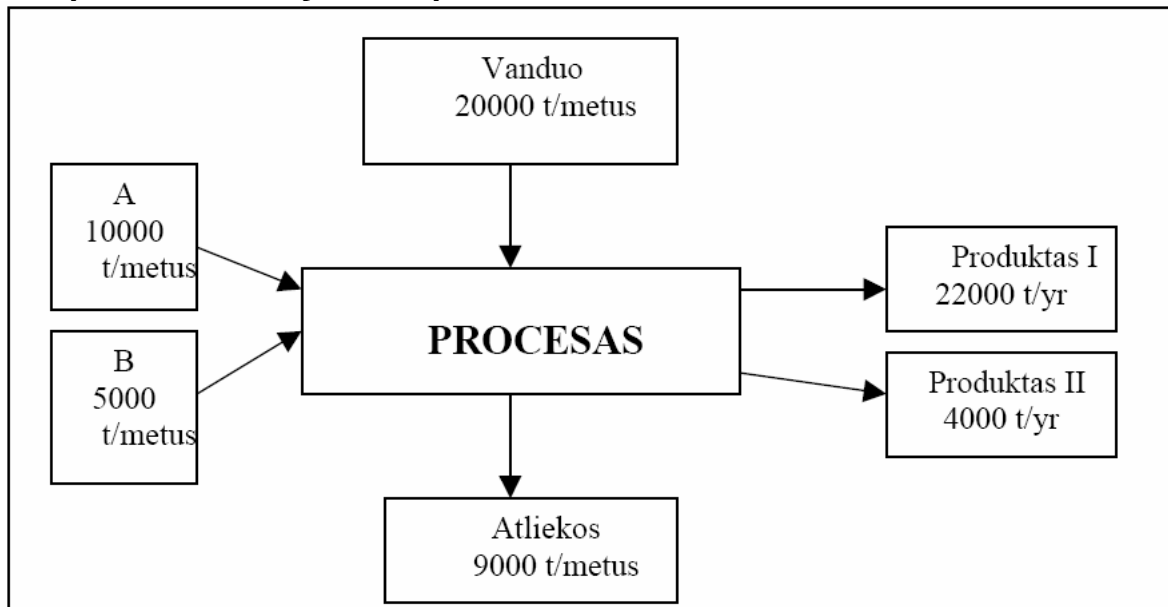 Vanduo
20000 t/metus
A
10000
t/metus
B
5000
t/metus
PROCESAS
Produktas I
22000 t/yr
Produktas II
4000 t/yr
Atliekos
9000 t/metus